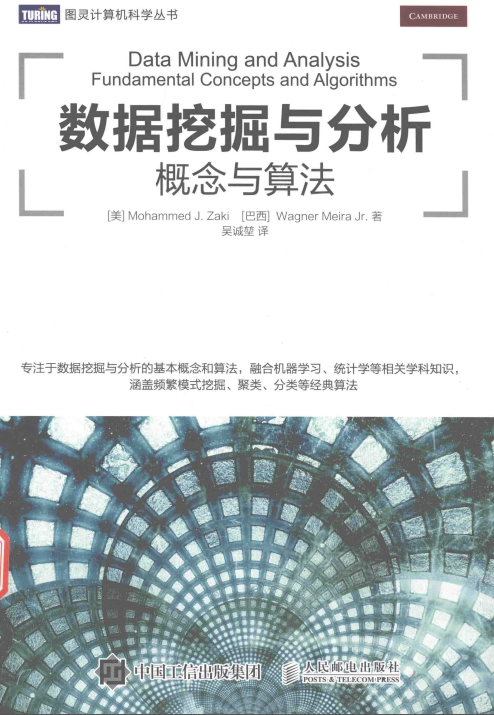 TURING 图灵计算机科学丛书
CAMBRIDGE
Data Mining and Analysis
Fundamental Concepts and Algorithms
数据挖掘与分析
概念与算法
[美] Mohammed J. Zaki [巴西] Wagner Meira Jr. 著
吴诚堃 译
专注于数据挖掘与分析的基本概念和算法，融合机器学习、统计学等相关学科知识，
涵盖频繁模式挖掘、聚类、分类等经典算法
中国工信出版集团
人民邮电出版社
POSTS & TELECOM PRESS